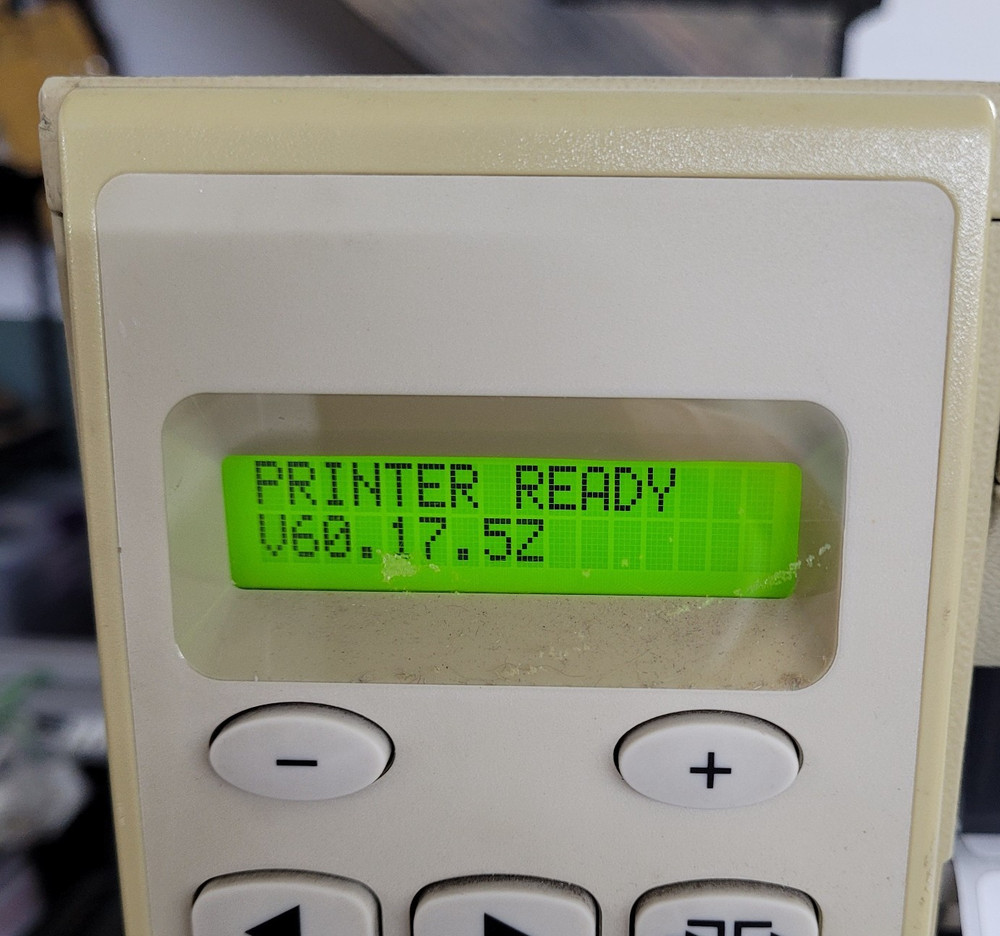 PRINTER READY
V60.17.5Z
-
+